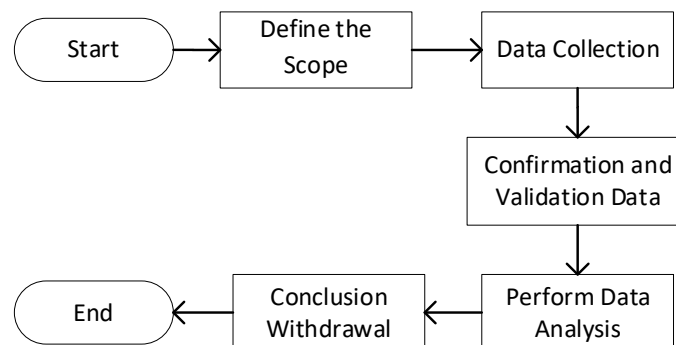 Start
Define the
Scope
Data Collection
Confirmation and
Validation Data
Perform Data
Analysis
Conclusion
Withdrawal
End